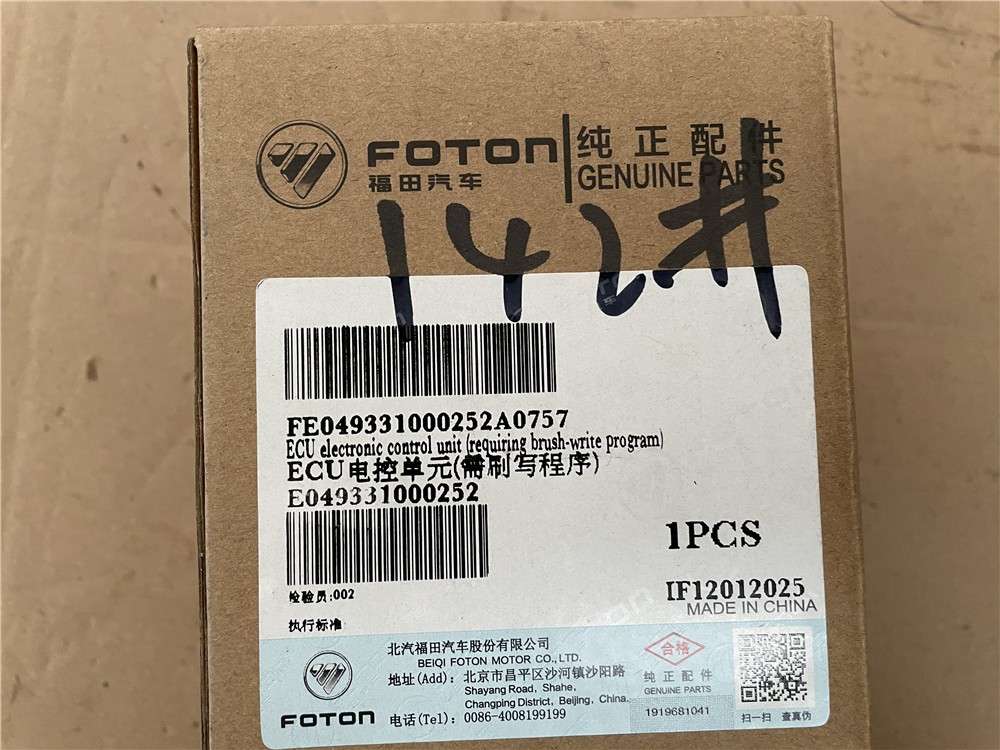 FOTON
福田汽车
纯正配件
GENUINE PARTS
142#
FE049331000252A0757
ECU electronic control unit (requiring brush-write program)
ECU电控单元(需刷写程序)
E049331000252
1PCS
检验员:002
IF12012025
MADE IN CHINA
执行标准
北汽福田汽车股份有限公司
BEIQI FOTON MOTOR CO., LTD.
地址(Add): 北京市昌平区沙河镇沙阳路
Shayang Road, Shahe,
Changping District, Beijing, China.
电话(Tel): 0086-4008199199
FOTON
合格
纯正配件
GENUINE PARTS
1919681041
扫一扫 查真伪